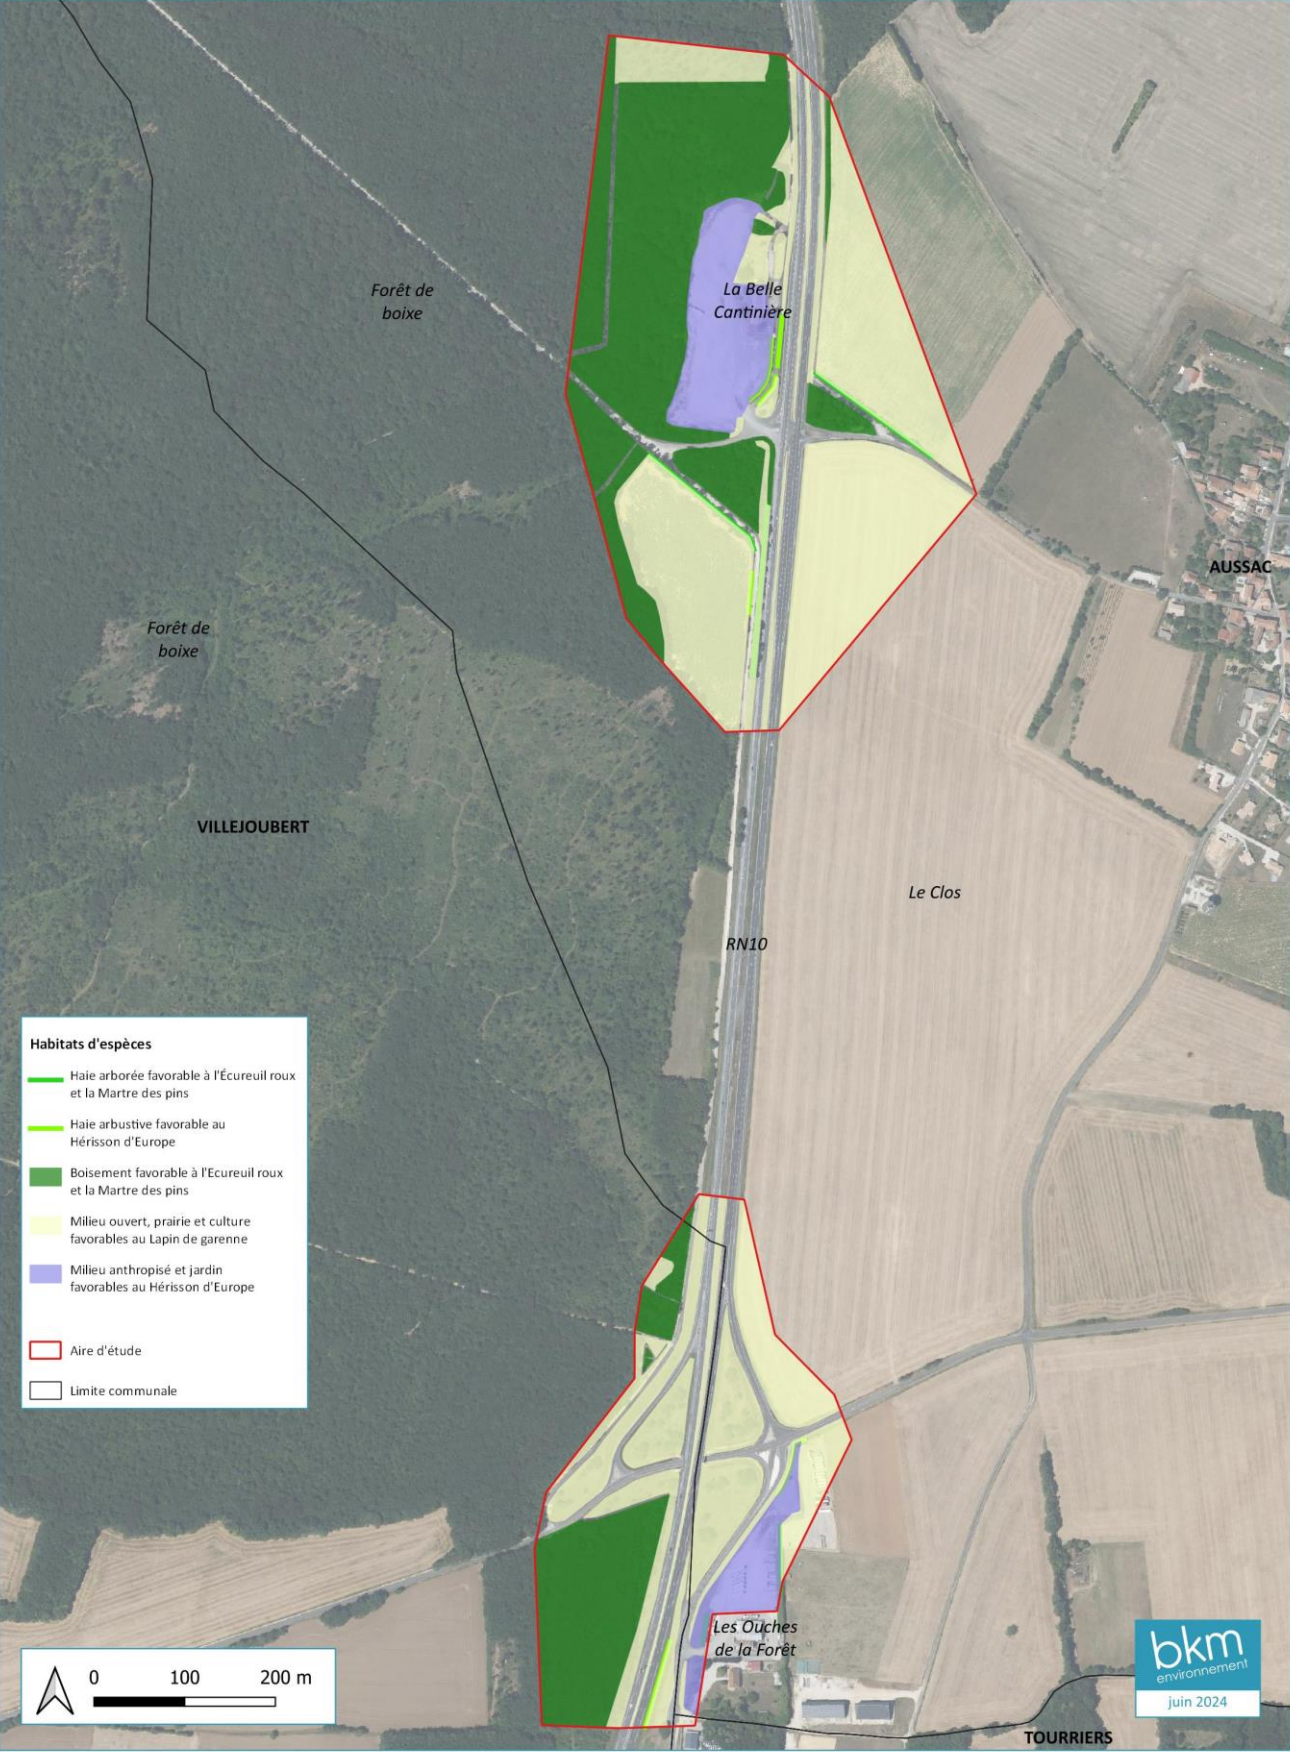 Forêt de
boixe
La Belle
Cantinière
AUSSAC
Forêt de
boixe
VILLEJOUBERT
Le Clos
RN10
Habitats d'espèces
Haie arborée favorable à l'Écureuil roux
et la Martre des pins
Haie arbustive favorable au
Hérisson d'Europe
Boisement favorable à l'Ecureuil roux
et la Martre des pins
Milieu ouvert, prairie et culture
favorables au Lapin de garenne
Milieu anthropisé et jardin
favorables au Hérisson d'Europe
Aire d'étude
Limite communale
Les Ouches
de la Forêt
0 100 200 m
bkm
environnement
juin 2024
TOURRIERS